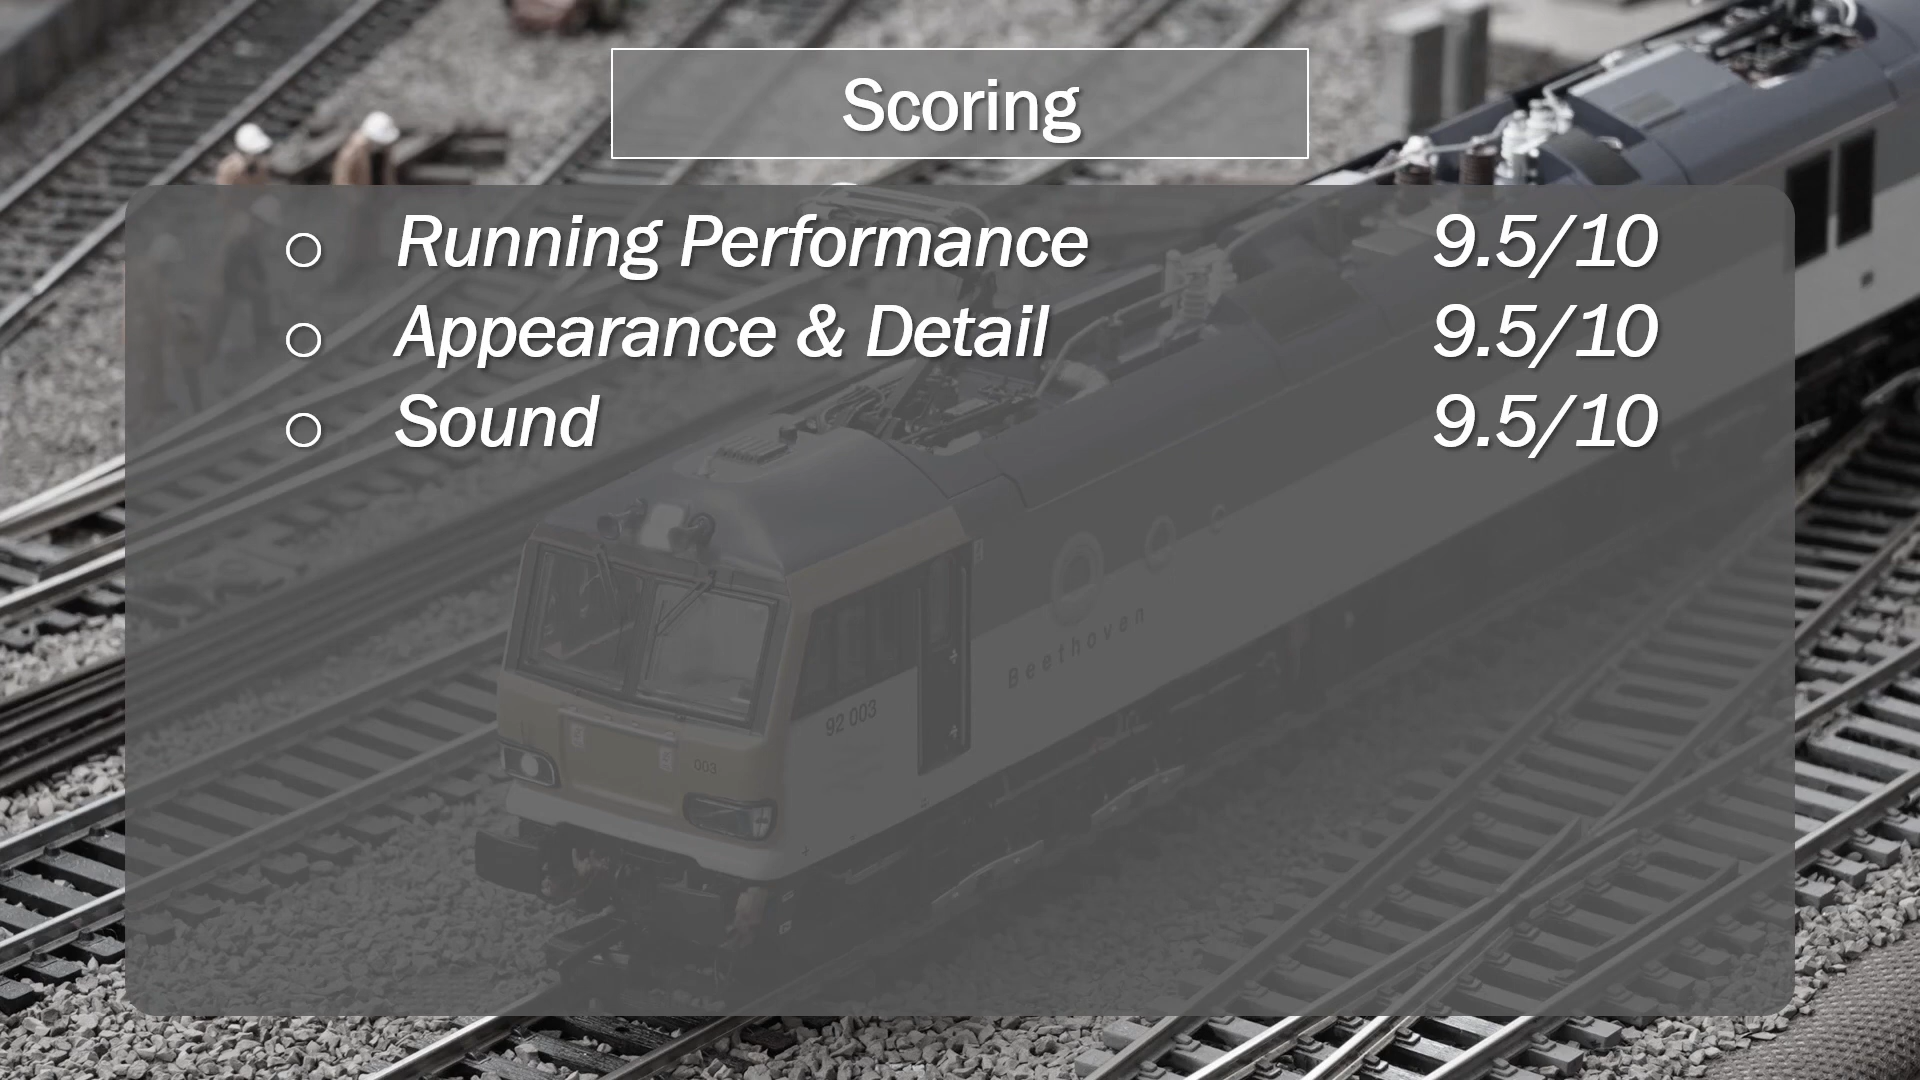 Scoring
Running Performance 9.5/10
Appearance & Detail 9.5/10
Sound 9.5/10
Beethoven
92 003
003